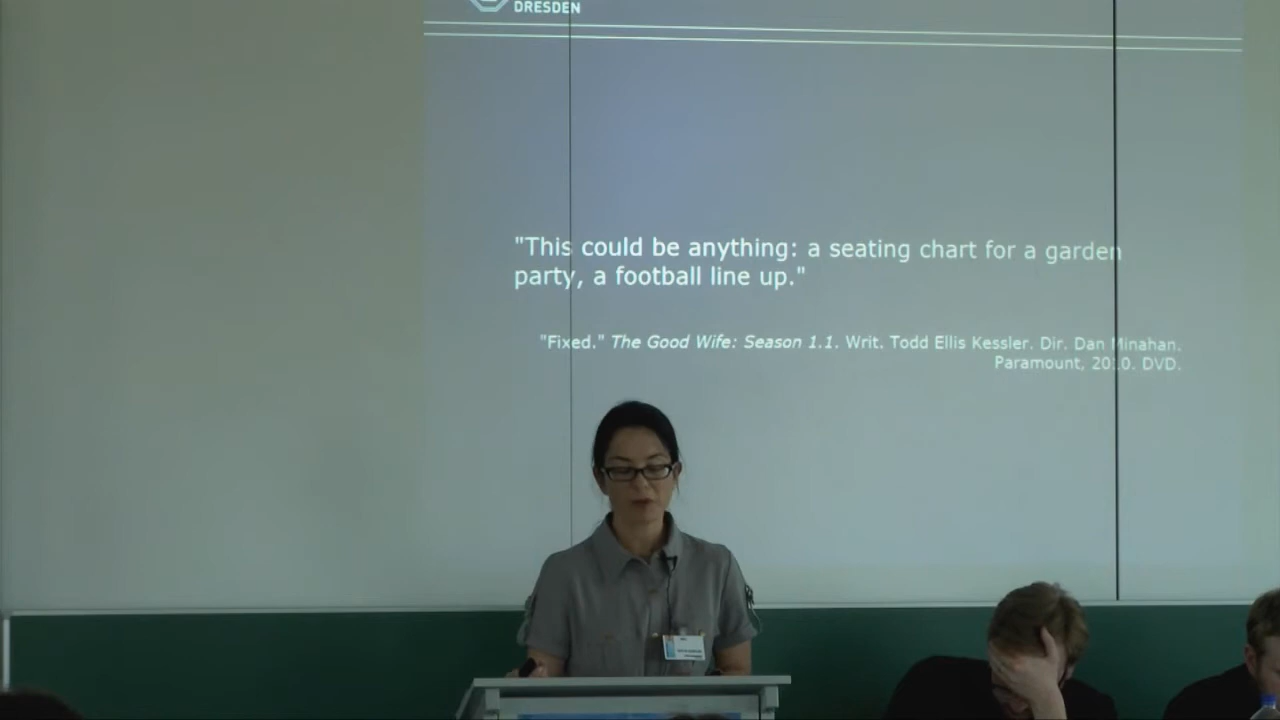 DRESDEN
"This could be anything: a seating chart for a garden
party, a football line up."
"Fixed." The Good Wife: Season 1.1. Writ. Todd Ellis Kessler. Dir. Dan Minahan.
Paramount, 2010. DVD.